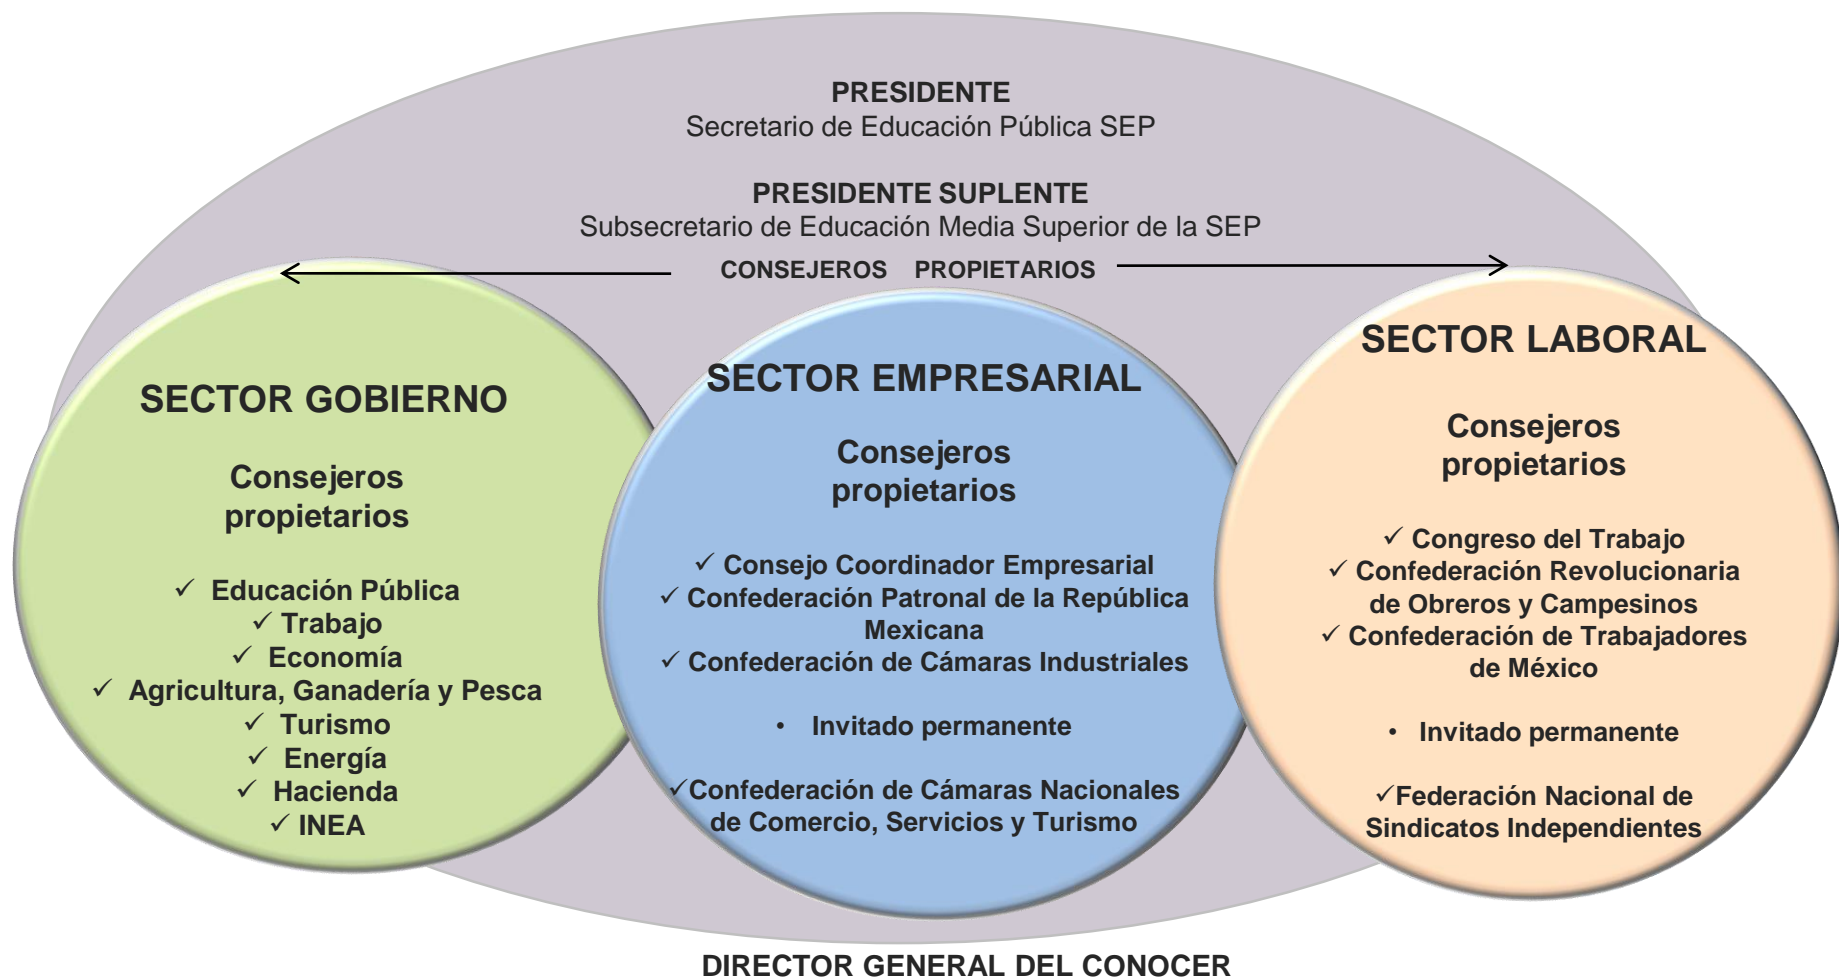 PRESIDENTE
Secretario de Educación Pública SEP
PRESIDENTE SUPLENTE
Subsecretario de Educación Media Superior de la SEP
CONSEJEROS PROPIETARIOS
SECTOR GOBIERNO
Consejeros
propietarios
✓ Educación Pública
✓ Trabajo
✓ Economía
✓ Agricultura, Ganadería y Pesca
✓ Turismo
✓ Energía
✓ Hacienda
✓ INEA
SECTOR EMPRESARIAL
Consejeros
propietarios
✓ Consejo Coordinador Empresarial
✓ Confederación Patronal de la República
Mexicana
✓ Confederación de Cámaras Industriales
• Invitado permanente
✓Confederación de Cámaras Nacionales
de Comercio, Servicios y Turismo
SECTOR LABORAL
Consejeros
propietarios
✓ Congreso del Trabajo
✓ Confederación Revolucionaria
de Obreros y Campesinos
✓ Confederación de Trabajadores
de México
• Invitado permanente
✓Federación Nacional de
Sindicatos Independientes
DIRECTOR GENERAL DEL CONOCER